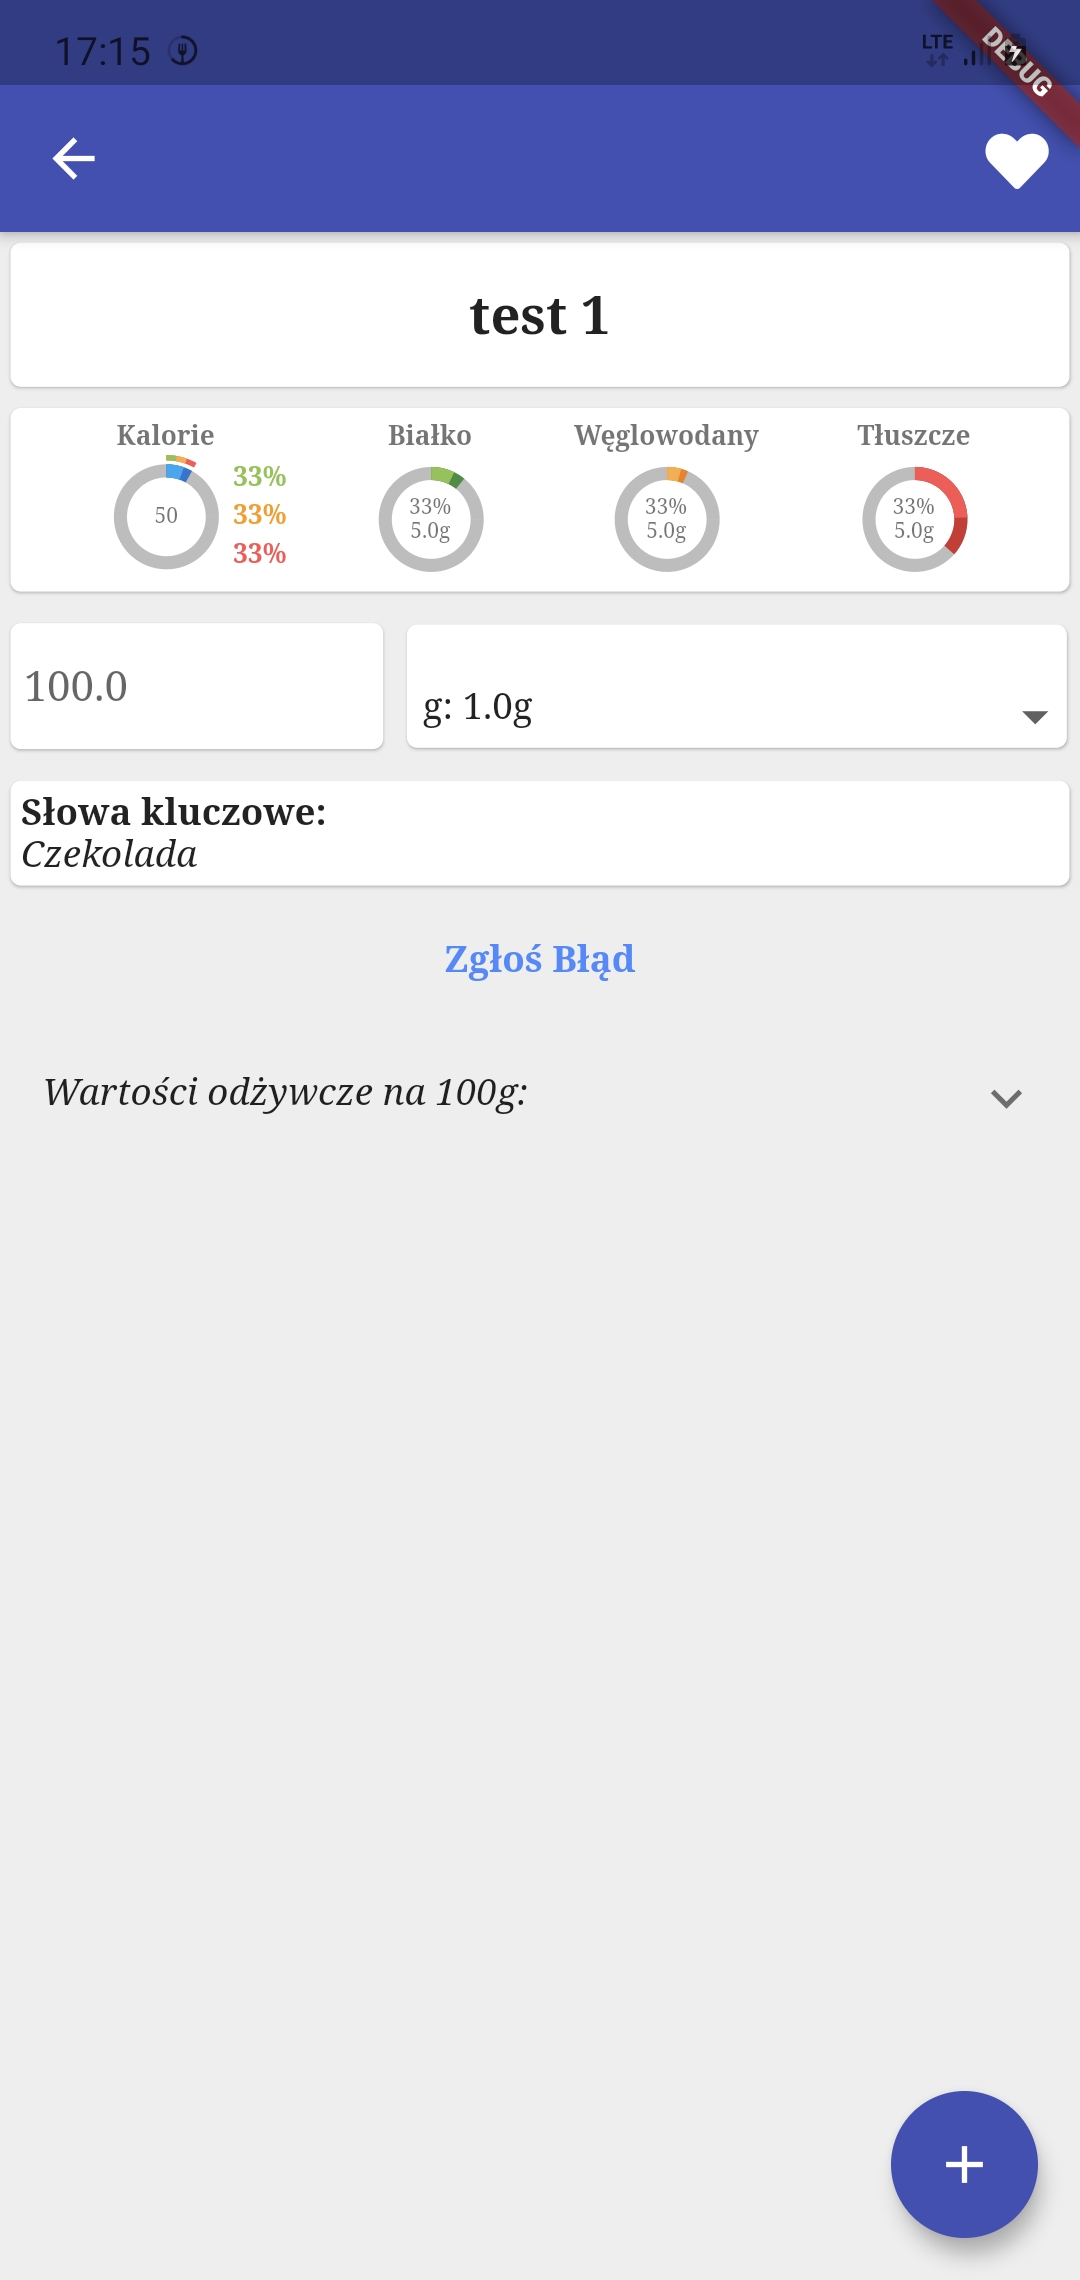 17:15
LTE
DEBUG
test 1
Kalorie
50
33%
33%
33%
Białko
33%
5.0g
Węglowodany
33%
5.0g
Tłuszcze
33%
5.0g
100.0
g: 1.0g
Słowa kluczowe:
Czekolada
Zgłoś Błąd
Wartości odżywcze na 100g: